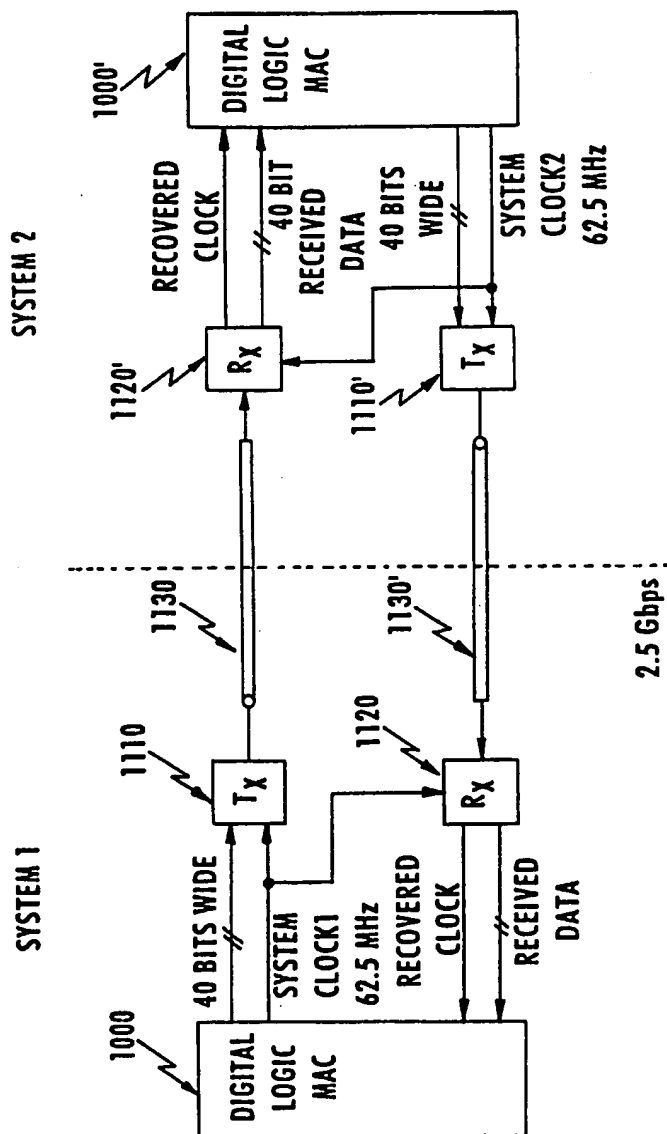 SYSTEM 1
SYSTEM 2
1000
DIGITAL
LOGIC
MAC
40 BITS WIDE
SYSTEM
CLOCK1
62.5 MHz
RECOVERED
CLOCK
RECEIVED
DATA
1110
TX
1120
RX
1130
1130'
2.5 Gbps
1120'
RX
1110'
TX
RECOVERED
CLOCK
40 BIT
RECEIVED
DATA
40 BITS
WIDE
SYSTEM
CLOCK2
62.5 MHz
1000'
DIGITAL
LOGIC
MAC